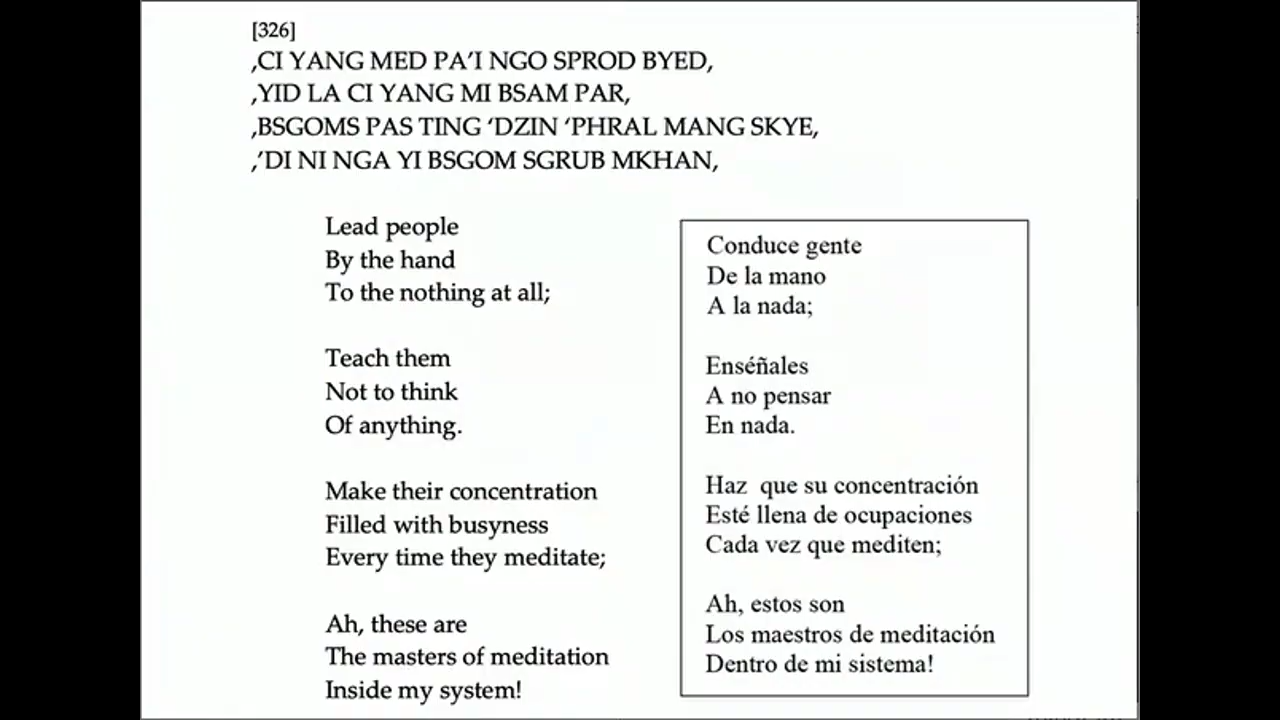 [326]
,CI YANG MED PA’I NGO SPROD BYED,
,YID LA CI YANG MI BSAM PAR,
,BSGOMS PAS TING ‘DZIN ‘PHRAL MANG SKYE,
,’DI NI NGA YI BSGOM SGRUB MKHAN,
Lead people
By the hand
To the nothing at all;
Teach them
Not to think
Of anything.
Make their concentration
Filled with busyness
Every time they meditate;
Ah, these are
The masters of meditation
Inside my system!
Conduce gente
De la mano
A la nada;
Enséñales
A no pensar
En nada.
Haz  que su concentración
Esté llena de ocupaciones
Cada vez que mediten;
Ah, estos son
Los maestros de meditación
Dentro de mi sistema!